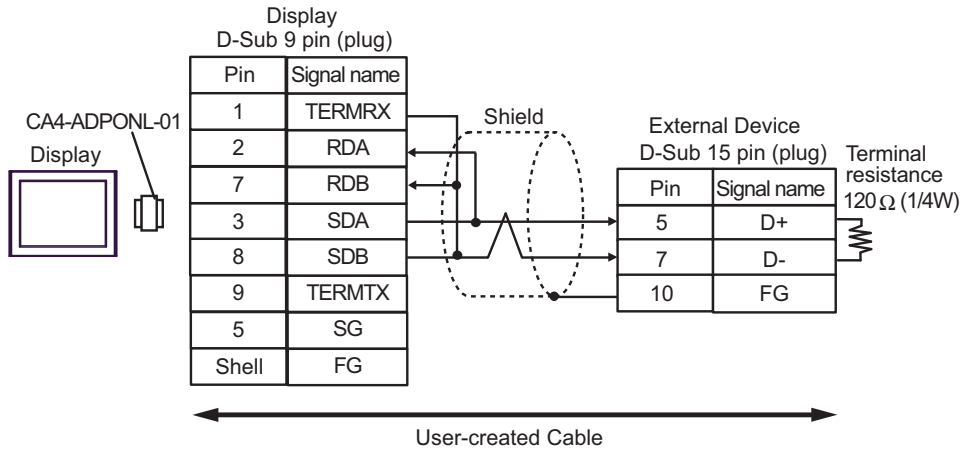 Display
D-Sub 9 pin (plug)
Pin Signal name
1 TERMRX
2 RDA
7 RDB
3 SDA
8 SDB
9 TERMTX
5 SG
Shell FG
CA4-ADPONL-01
Display
Shield
External Device
D-Sub 15 pin (plug)
Pin Signal name
5 D+
7 D-
10 FG
Terminal
resistance
120Ω (1/4W)
User-created Cable